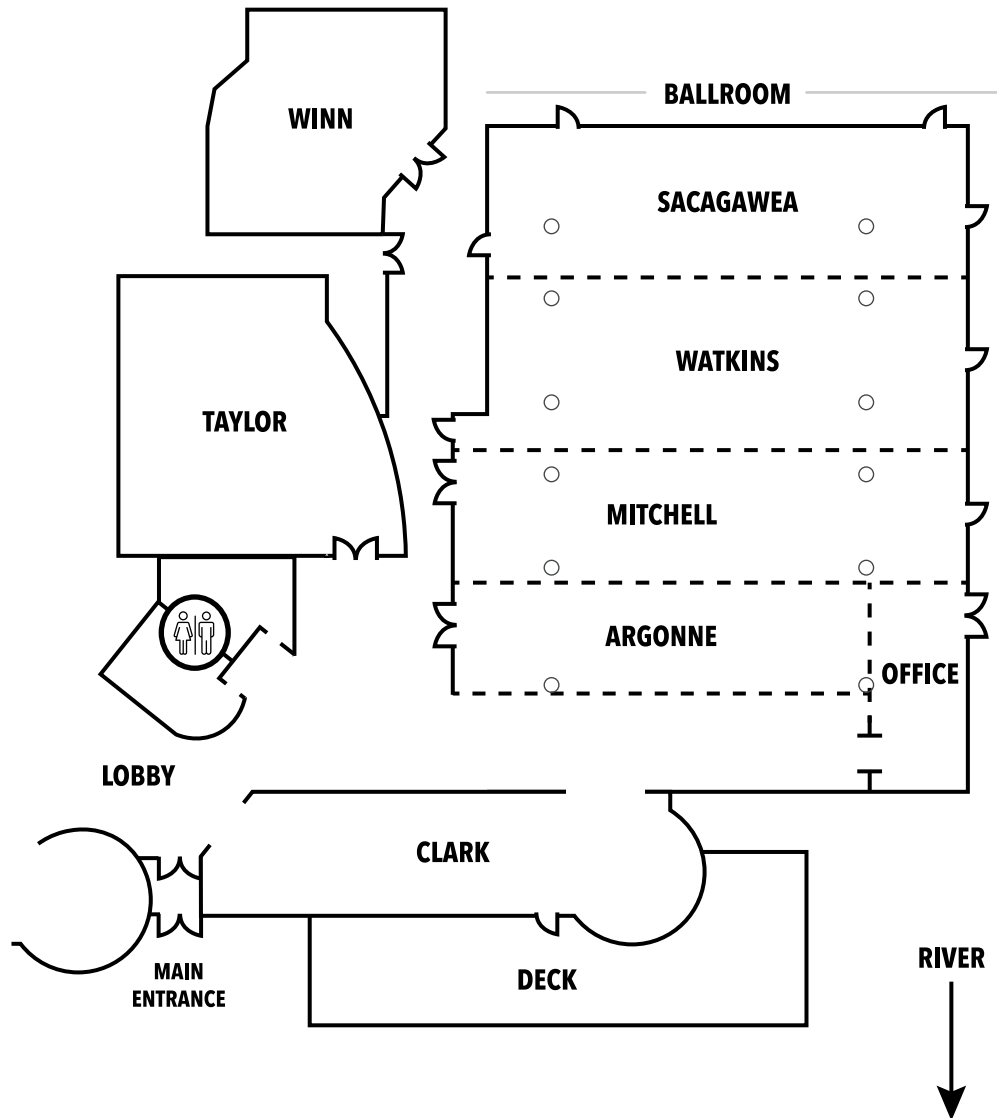 BALLROOM
WINN
SACAGAWEA
WATKINS
TAYLOR
MITCHELL
ARGONNE
OFFICE
LOBBY
CLARK
RIVER
MAIN
ENTRANCE
DECK